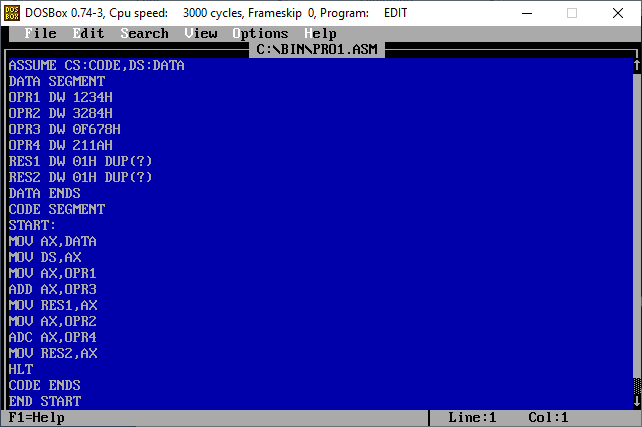 DOSBox 0.74-3, Cpu speed: 3000 cycles, Frameskip 0, Program: EDIT
File Edit Search View Options Help
C:\BIN\PRO1.ASM
ASSUME CS:CODE,DS:DATA
DATA SEGMENT
OPR1 DW 1234H
OPR2 DW 3284H
OPR3 DW 0F678H
OPR4 DW 211AH
RES1 DW 01H DUP(?)
RES2 DW 01H DUP(?)
DATA ENDS
CODE SEGMENT
START:
MOV AX,DATA
MOV DS,AX
MOV AX,OPR1
ADD AX,OPR3
MOV RES1,AX
MOV AX,OPR2
ADC AX,OPR4
MOV RES2,AX
HLT
CODE ENDS
END START
F1=Help Line:1 Col:1